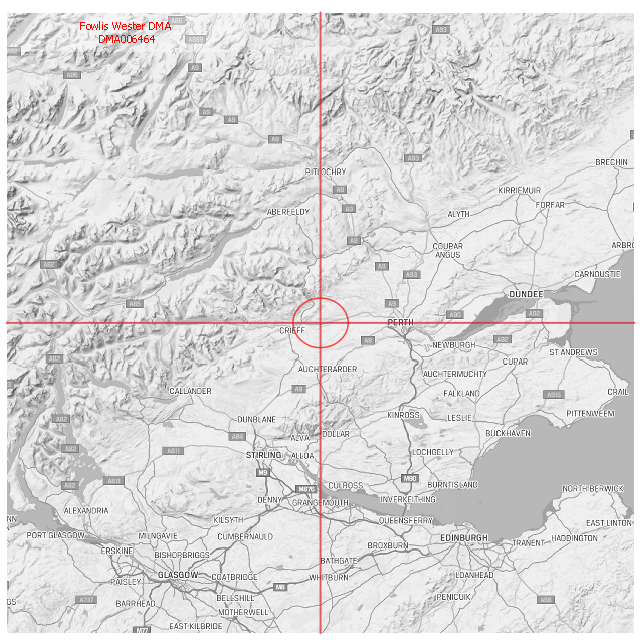 Fowlis Wester DMA
DMA006464
A86
A9
A93
A86
A9
A9
A9
A9
A93
BRECHIN
PITLOCHRY
A9
KIRRIEMUIR
FORFAR
ABERFELDY
A9
ALYTH
A9
COUPAR
ANGUS
ARBRO
A82
A9
A93
CARNOUSTIE
A85
A9
DUNDEE
A90
A92
PERTH
CRIEFF
A9
NEWBURGH
A92
ST ANDREWS
A82
CUPAR
AUCHTERARDER
AUCHTERMUCHTY
CALLANDER
A9
FALKLAND
A915
CRAIL
A82
DUNBLANE
KINROSS
LESLIE
PITTENWEEM
A84
ALVA
DOLLAR
BUCKHAVEN
A82
A811
STIRLING
ALLOA
LOCHGELLY
M9
M90
A82
A811
M876
CULROSS
BURNTISLAND
NORTH BERWICK
DENNY
GRANGEMOUTH
INVERKEITHING
ALEXANDRIA
KILSYTH
QUEENSFERRY
EAST LINTON
PORT GLASGOW
MILNGAVIE
CUMBERNAULD
EDINBURGH
TRANENT
HADDINGTON
ERSKINE
BISHOPBRIGGS
BROXBURN
BATHGATE
PAISLEY
GLASGOW
COATBRIDGE
M8
WHITBURN
LOANHEAD
A737
BARRHEAD
BELLSHILL
PENICUIK
A68
MOTHERWELL
M77
EAST KILBRIDE